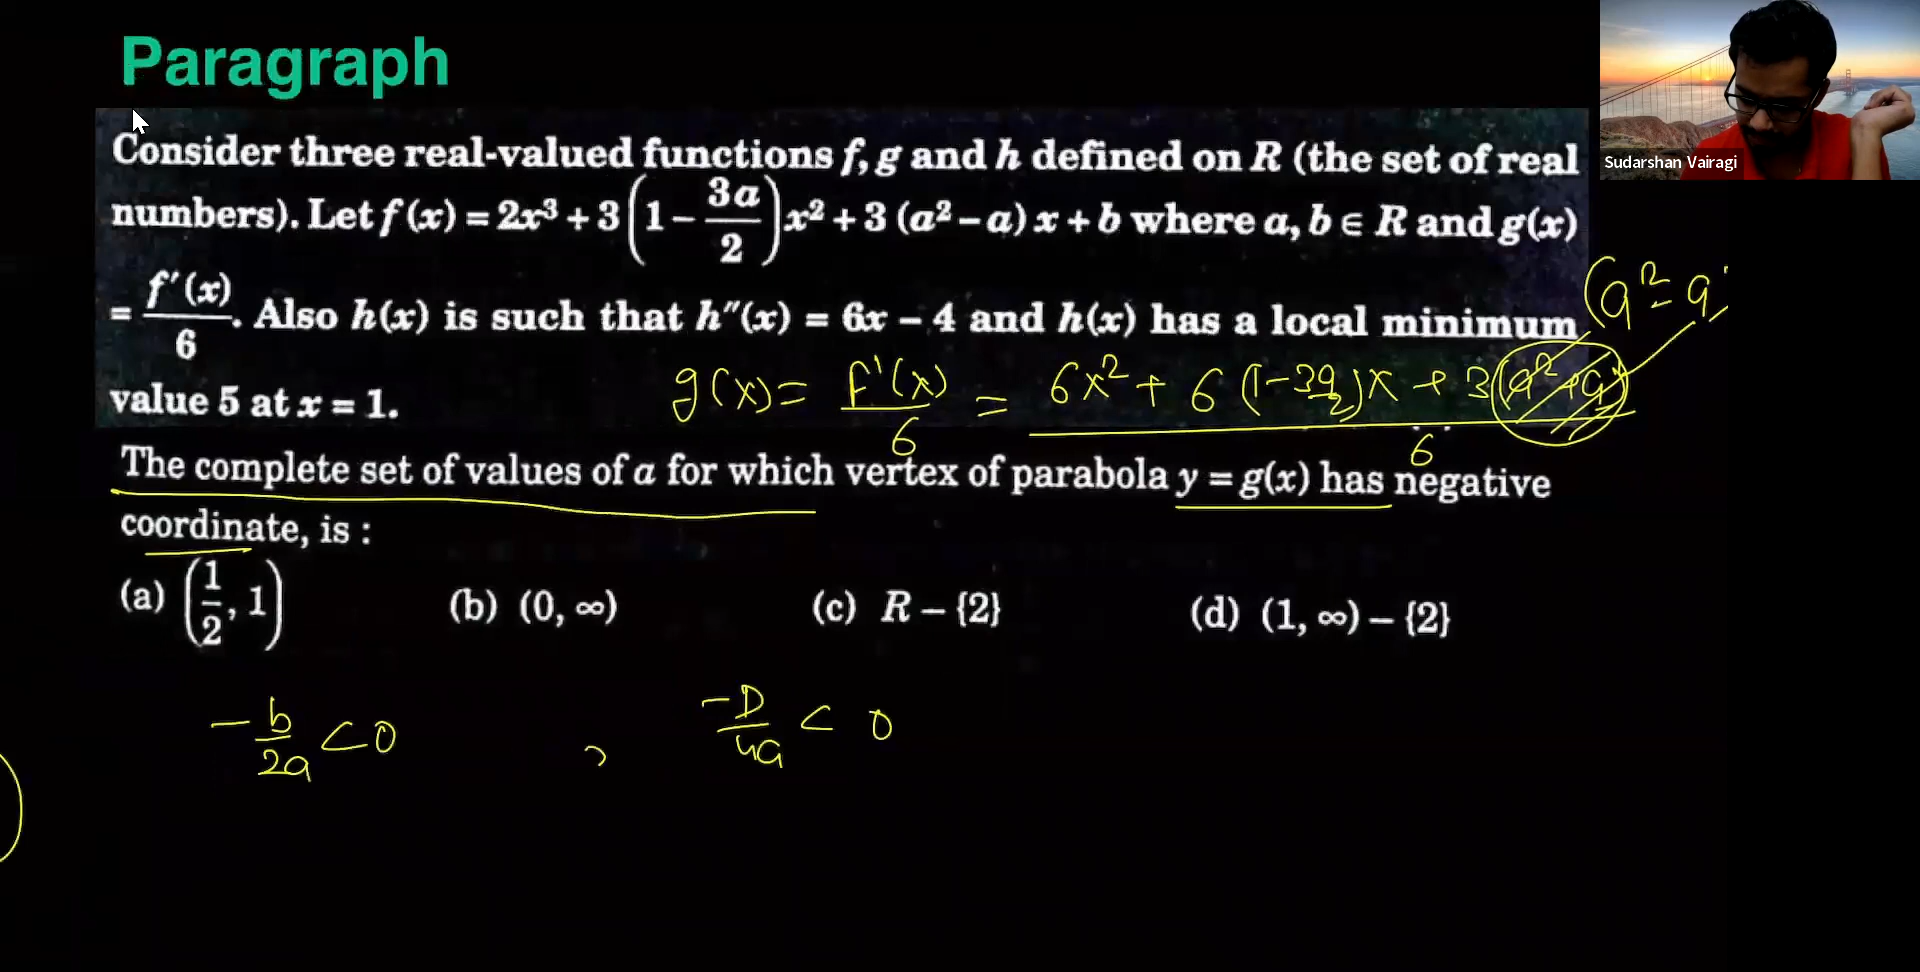 Paragraph
Sudarshan Vairagi
Consider three real-valued functions f, g and h defined on R (the set of real
numbers). Let f (x) = 2x³ + 3(1 − 3a/2)x² + 3 (a² − a) x + b where a, b ∈ R and g(x)
= f′(x)/6. Also h(x) is such that h″(x) = 6x − 4 and h(x) has a local minimum
value 5 at x = 1.
(a² − a)
g(x) = f'(x)/6 = 6x² + 6(1 − 3a/2)x + 3(a² + a)/6
The complete set of values of a for which vertex of parabola y = g(x) has negative
coordinate, is :
(a) (1/2, 1) (b) (0, ∞) (c) R − {2} (d) (1, ∞) − {2}
−b/2a < 0 , −D/4a < 0